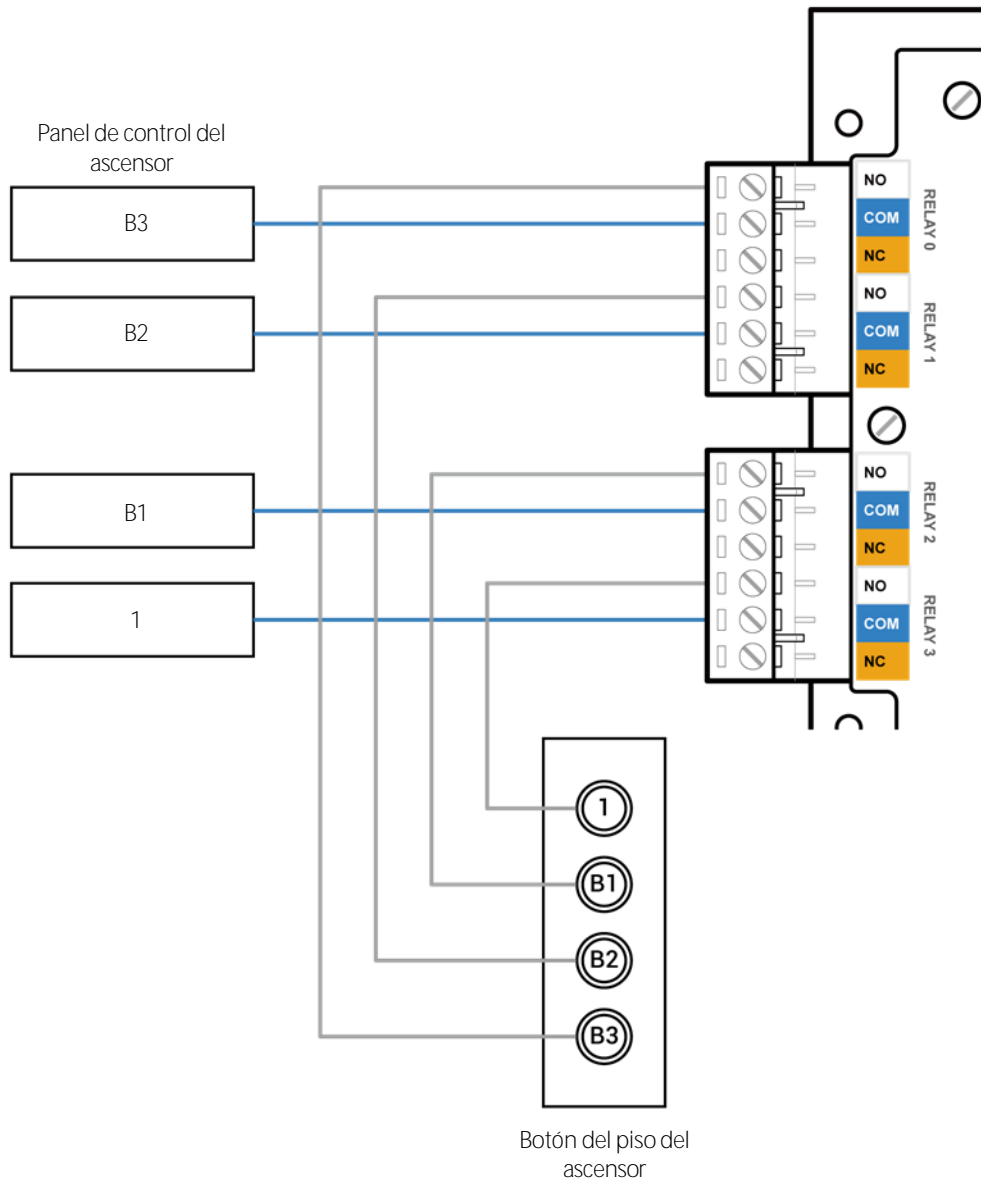 Panel de control del
ascensor
B3
B2
B1
1
NO
COM
NC
RELAY 0
NO
COM
NC
RELAY 1
NO
COM
NC
RELAY 2
NO
COM
NC
RELAY 3
1
B1
B2
B3
Botón del piso del
ascensor